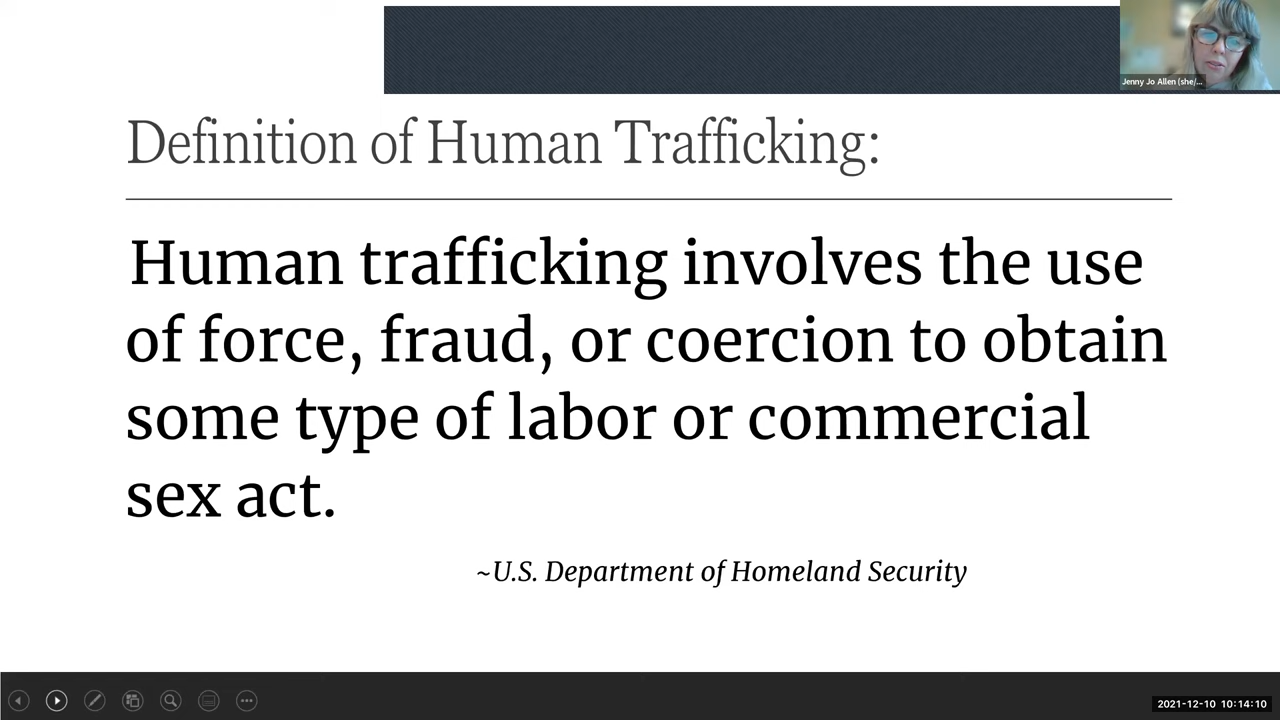 Jenny Jo Allen (she/...
Definition of Human Trafficking:
Human trafficking involves the use
of force, fraud, or coercion to obtain
some type of labor or commercial
sex act.
~U.S. Department of Homeland Security
2021-12-10 10:14:10